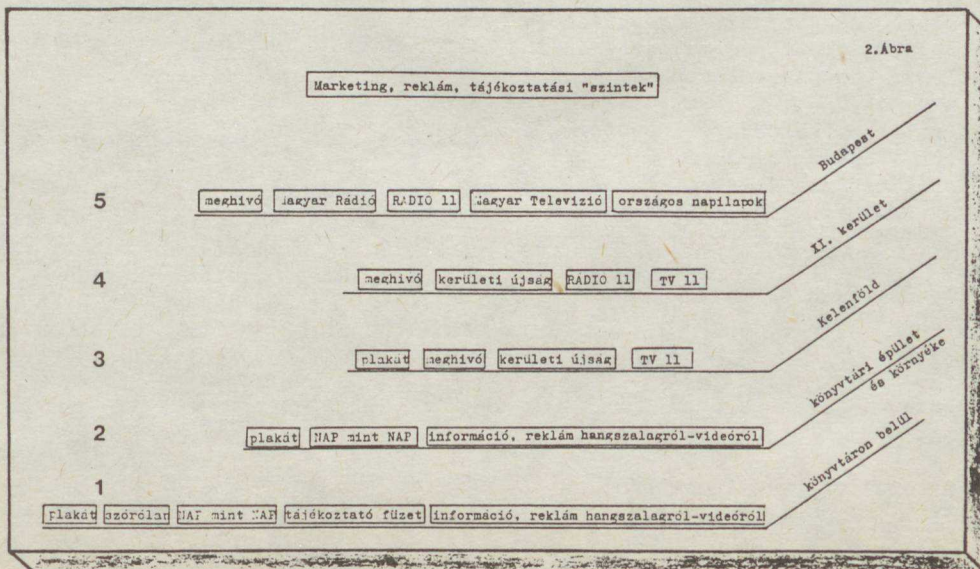 2.Ábra
Marketing, reklám, tájékoztatási "szintek"
Budapest
5 meghivó Magyar Rádió RADIO 11 Magyar Televizió országos napilapok
XI. kerület
4 meghivó kerületi újság RADIO 11 TV 11
Kelenföld
3 plakát meghivó kerületi újság TV 11
könyvtári épület
és környéke
2 plakát NAP mint NAP információ, reklám hangszalagról-videóról
könyvtáron belül
1
plakát szórólap NAP mint NAP tájékoztató füzet információ, reklám hangszalagról-videóról